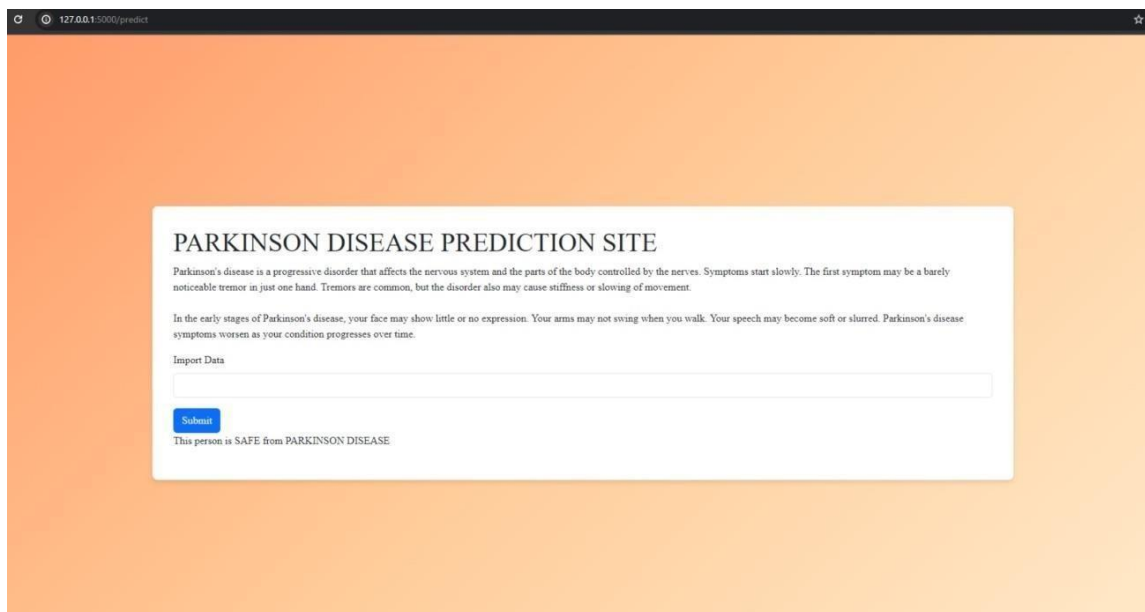 127.0.0.1:5000/predict
PARKINSON DISEASE PREDICTION SITE
Parkinson's disease is a progressive disorder that affects the nervous system and the parts of the body controlled by the nerves. Symptoms start slowly. The first symptom may be a barely
noticeable tremor in just one hand. Tremors are common, but the disorder also may cause stiffness or slowing of movement.
In the early stages of Parkinson's disease, your face may show little or no expression. Your arms may not swing when you walk. Your speech may become soft or slurred. Parkinson's disease
symptoms worsen as your condition progresses over time.
Import Data
Submit
This person is SAFE from PARKINSON DISEASE